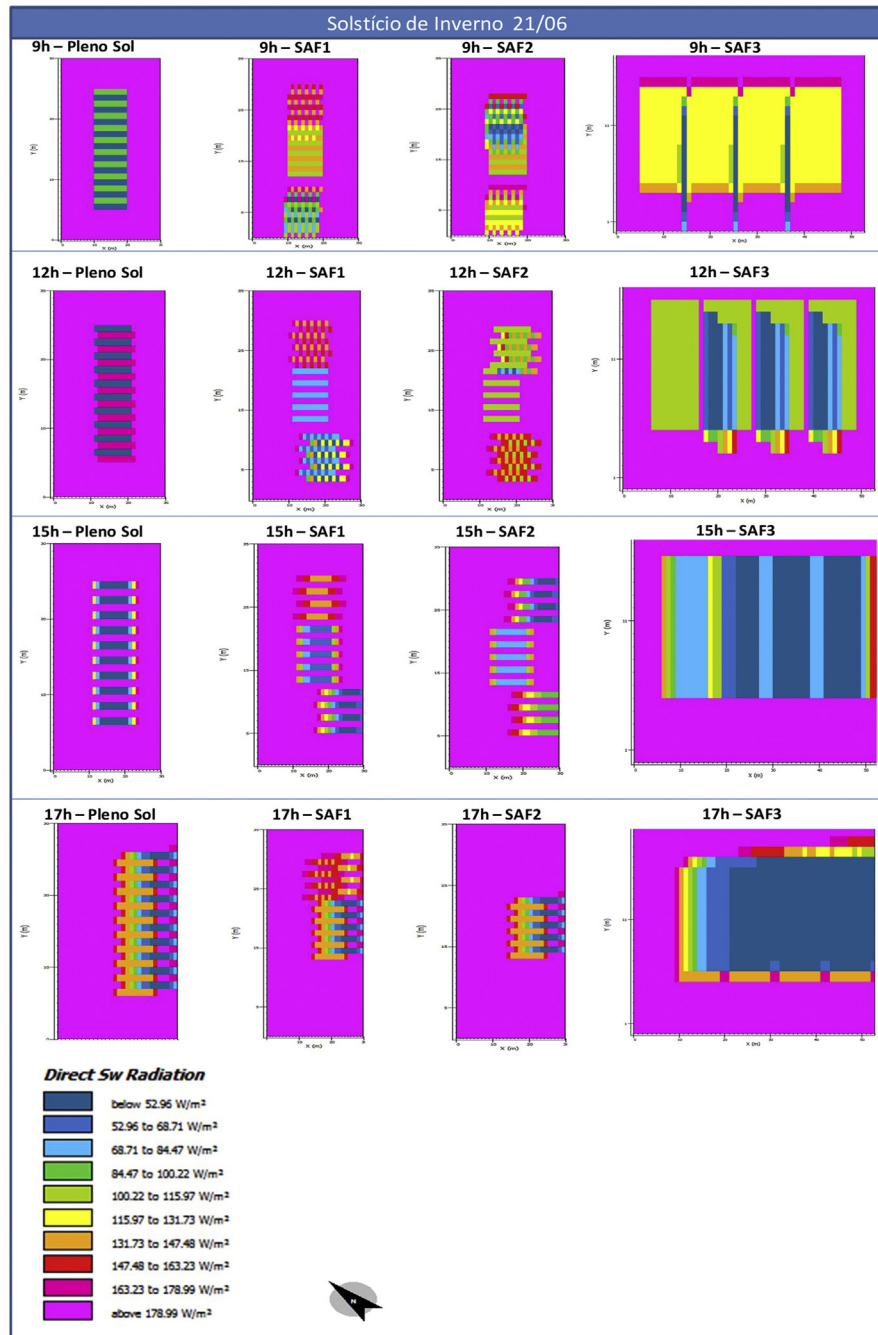 Solstício de Inverno 21/06
9h – Pleno Sol
9h – SAF1
9h – SAF2
9h – SAF3
Y (m)
X (m)
Y (m)
X (m)
Y (m)
X (m)
Y (m)
X (m)
12h – Pleno Sol
12h – SAF1
12h – SAF2
12h – SAF3
Y (m)
X (m)
Y (m)
X (m)
Y (m)
X (m)
Y (m)
X (m)
15h – Pleno Sol
15h – SAF1
15h – SAF2
15h – SAF3
Y (m)
X (m)
Y (m)
X (m)
Y (m)
X (m)
Y (m)
X (m)
17h – Pleno Sol
17h – SAF1
17h – SAF2
17h – SAF3
Y (m)
X (m)
Y (m)
X (m)
Y (m)
X (m)
Y (m)
X (m)
Direct Sw Radiation
below 52.96 W/m²
52.96 to 68.71 W/m²
68.71 to 84.47 W/m²
84.47 to 100.22 W/m²
100.22 to 115.97 W/m²
115.97 to 131.73 W/m²
131.73 to 147.48 W/m²
147.48 to 163.23 W/m²
163.23 to 178.99 W/m²
above 178.99 W/m²
N